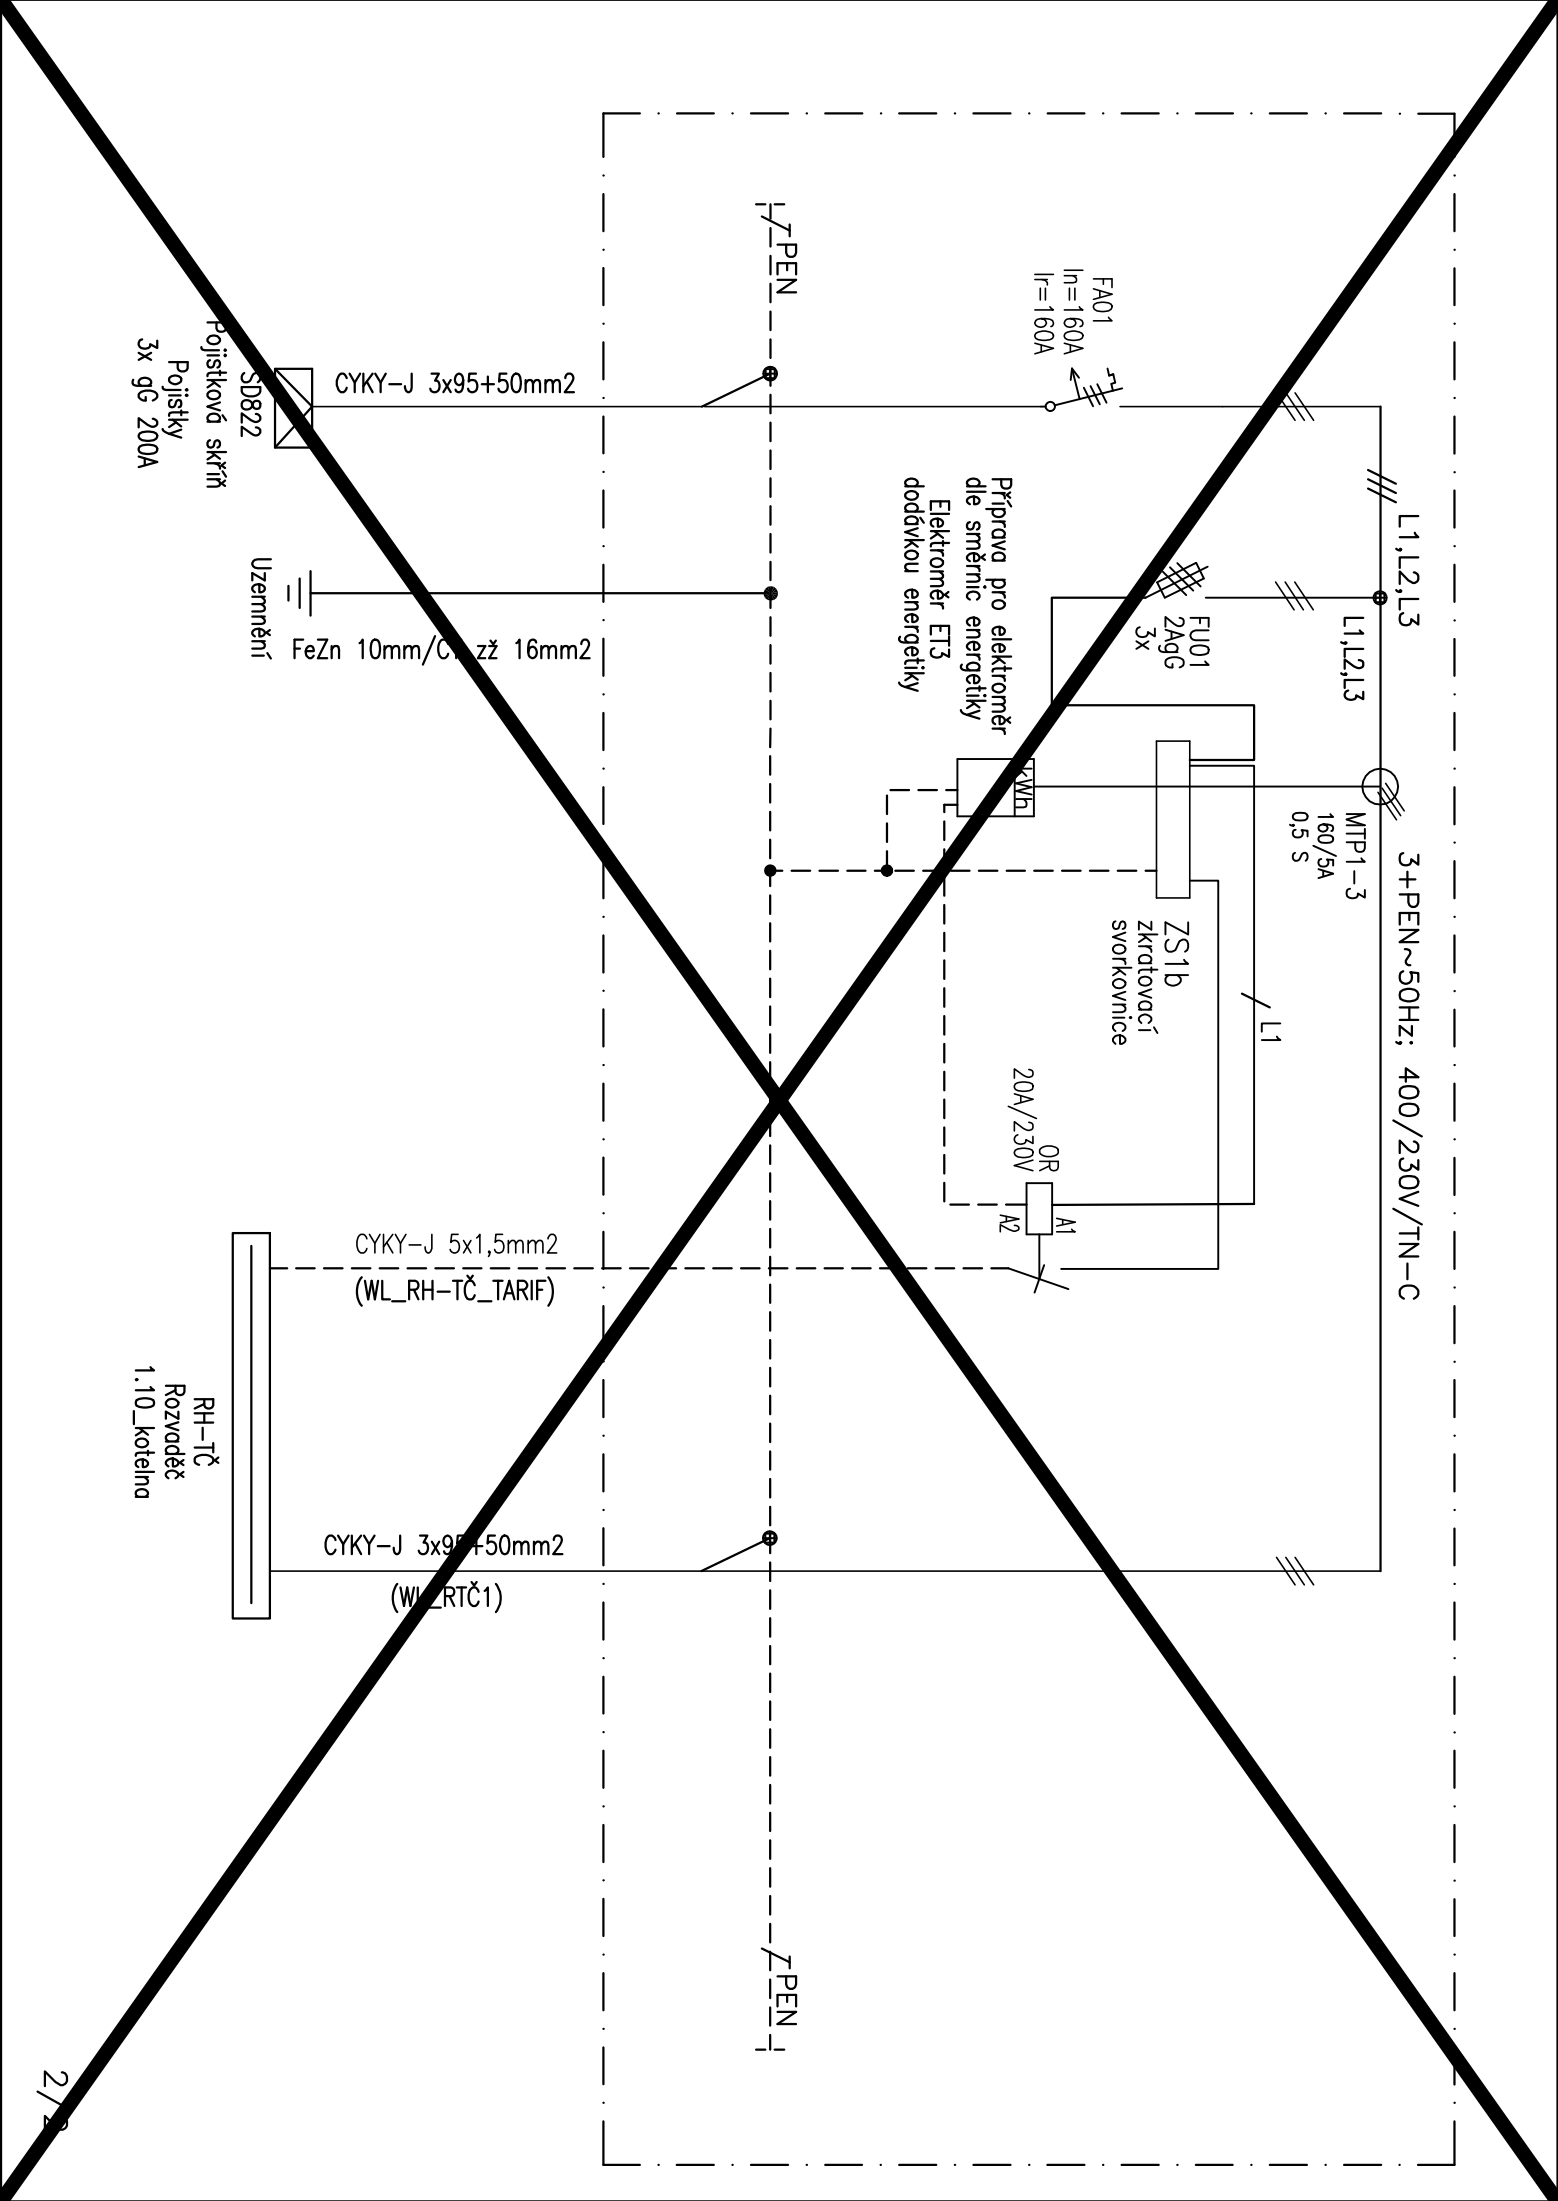 L1,L2,L3
3+PEN~50Hz; 400/230V/TN-C
L1,L2,L3
MTP1-3
160/5A
0,5 S
FA01
In=160A
Ir=160A
FU01
2AgG
3x
L1
ZS1b
zkratovací
svorkovnice
kWh
Příprava pro elektroměr
dle směrnic energetiky
Elektroměr ET3
dodávkou energetiky
OR
20A/230V
A1
A2
PEN
PEN
CYKY-J 3x95+50mm2
FeZn 10mm/CY zž 16mm2
CYKY-J 5x1,5mm2
(WL_RH-TČ_TARIF)
CYKY-J 3x95+50mm2
(WL_RTČ1)
SD822
Pojistková skříň
Pojistky
3x gG 200A
Uzemnění
RH-TČ
Rozvaděč
1.10_kotelna
2/2